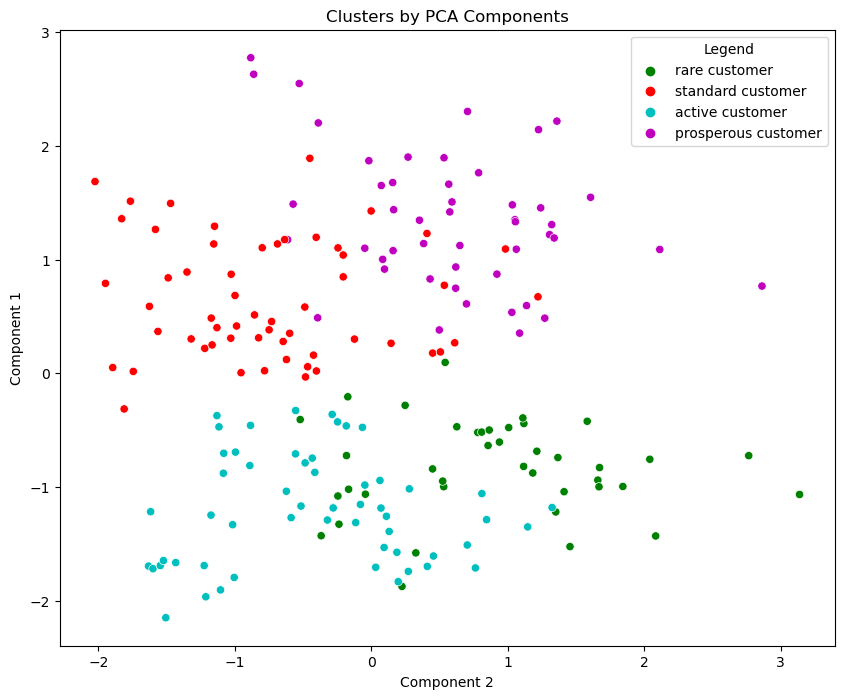 Clusters by PCA Components
Legend
rare customer
standard customer
active customer
prosperous customer
Component 1
3
2
1
0
−1
−2
−2
−1
0
1
2
3
Component 2